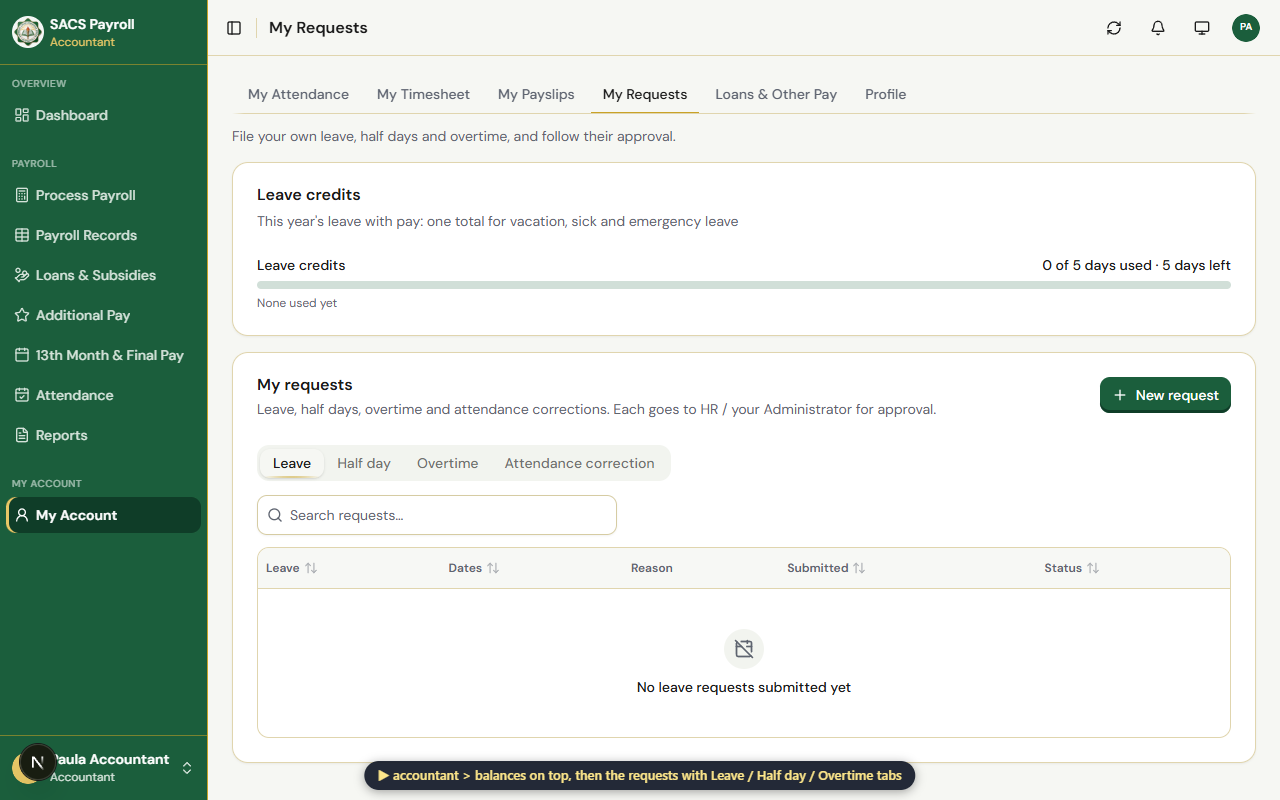 SACS Payroll
Accountant
OVERVIEW
Dashboard
PAYROLL
Process Payroll
Payroll Records
Loans & Subsidies
Additional Pay
13th Month & Final Pay
Attendance
Reports
MY ACCOUNT
My Account
N
Paula Accountant
Accountant
My Requests
PA
My Attendance
My Timesheet
My Payslips
My Requests
Loans & Other Pay
Profile
File your own leave, half days and overtime, and follow their approval.
Leave credits
This year's leave with pay: one total for vacation, sick and emergency leave
Leave credits
0 of 5 days used · 5 days left
None used yet
My requests
Leave, half days, overtime and attendance corrections. Each goes to HR / your Administrator for approval.
New request
Leave
Half day
Overtime
Attendance correction
Search requests...
Leave
Dates
Reason
Submitted
Status
No leave requests submitted yet
▶ accountant > balances on top, then the requests with Leave / Half day / Overtime tabs